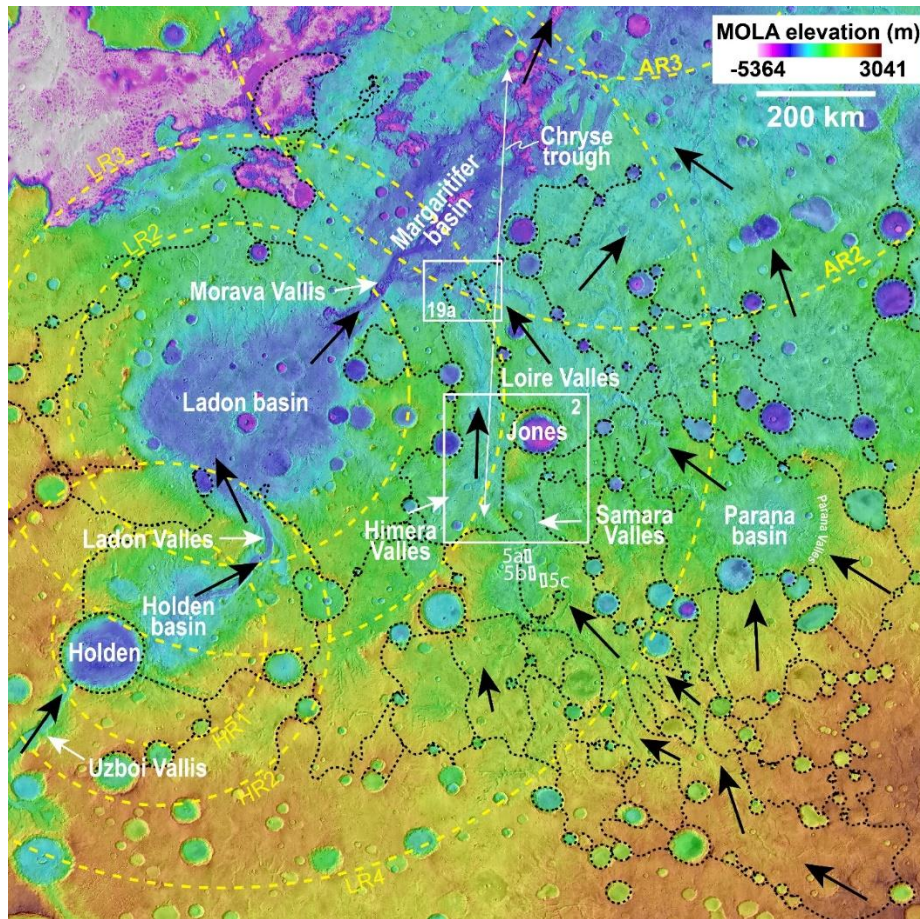 MOLA elevation (m)
-5364 3041
200 km
AR3
Chryse
trough
LR3
Margaritifer
basin
LR2
Morava Vallis
19a
AR2
Loire Valles
Ladon basin
2
Jones
Himera
Valles
Samara
Valles
Parana
basin
Parana Valles
Ladon Valles
5a
5b
5c
Holden
basin
Holden
HR1
Uzboi Vallis
HR2
LR4